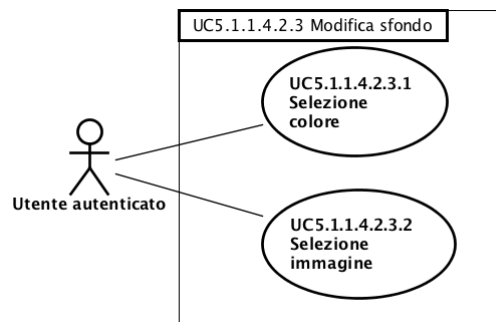 UC5.1.1.4.2.3 Modifica sfondo
UC5.1.1.4.2.3.1
Selezione
colore
Utente autenticato
UC5.1.1.4.2.3.2
Selezione
immagine